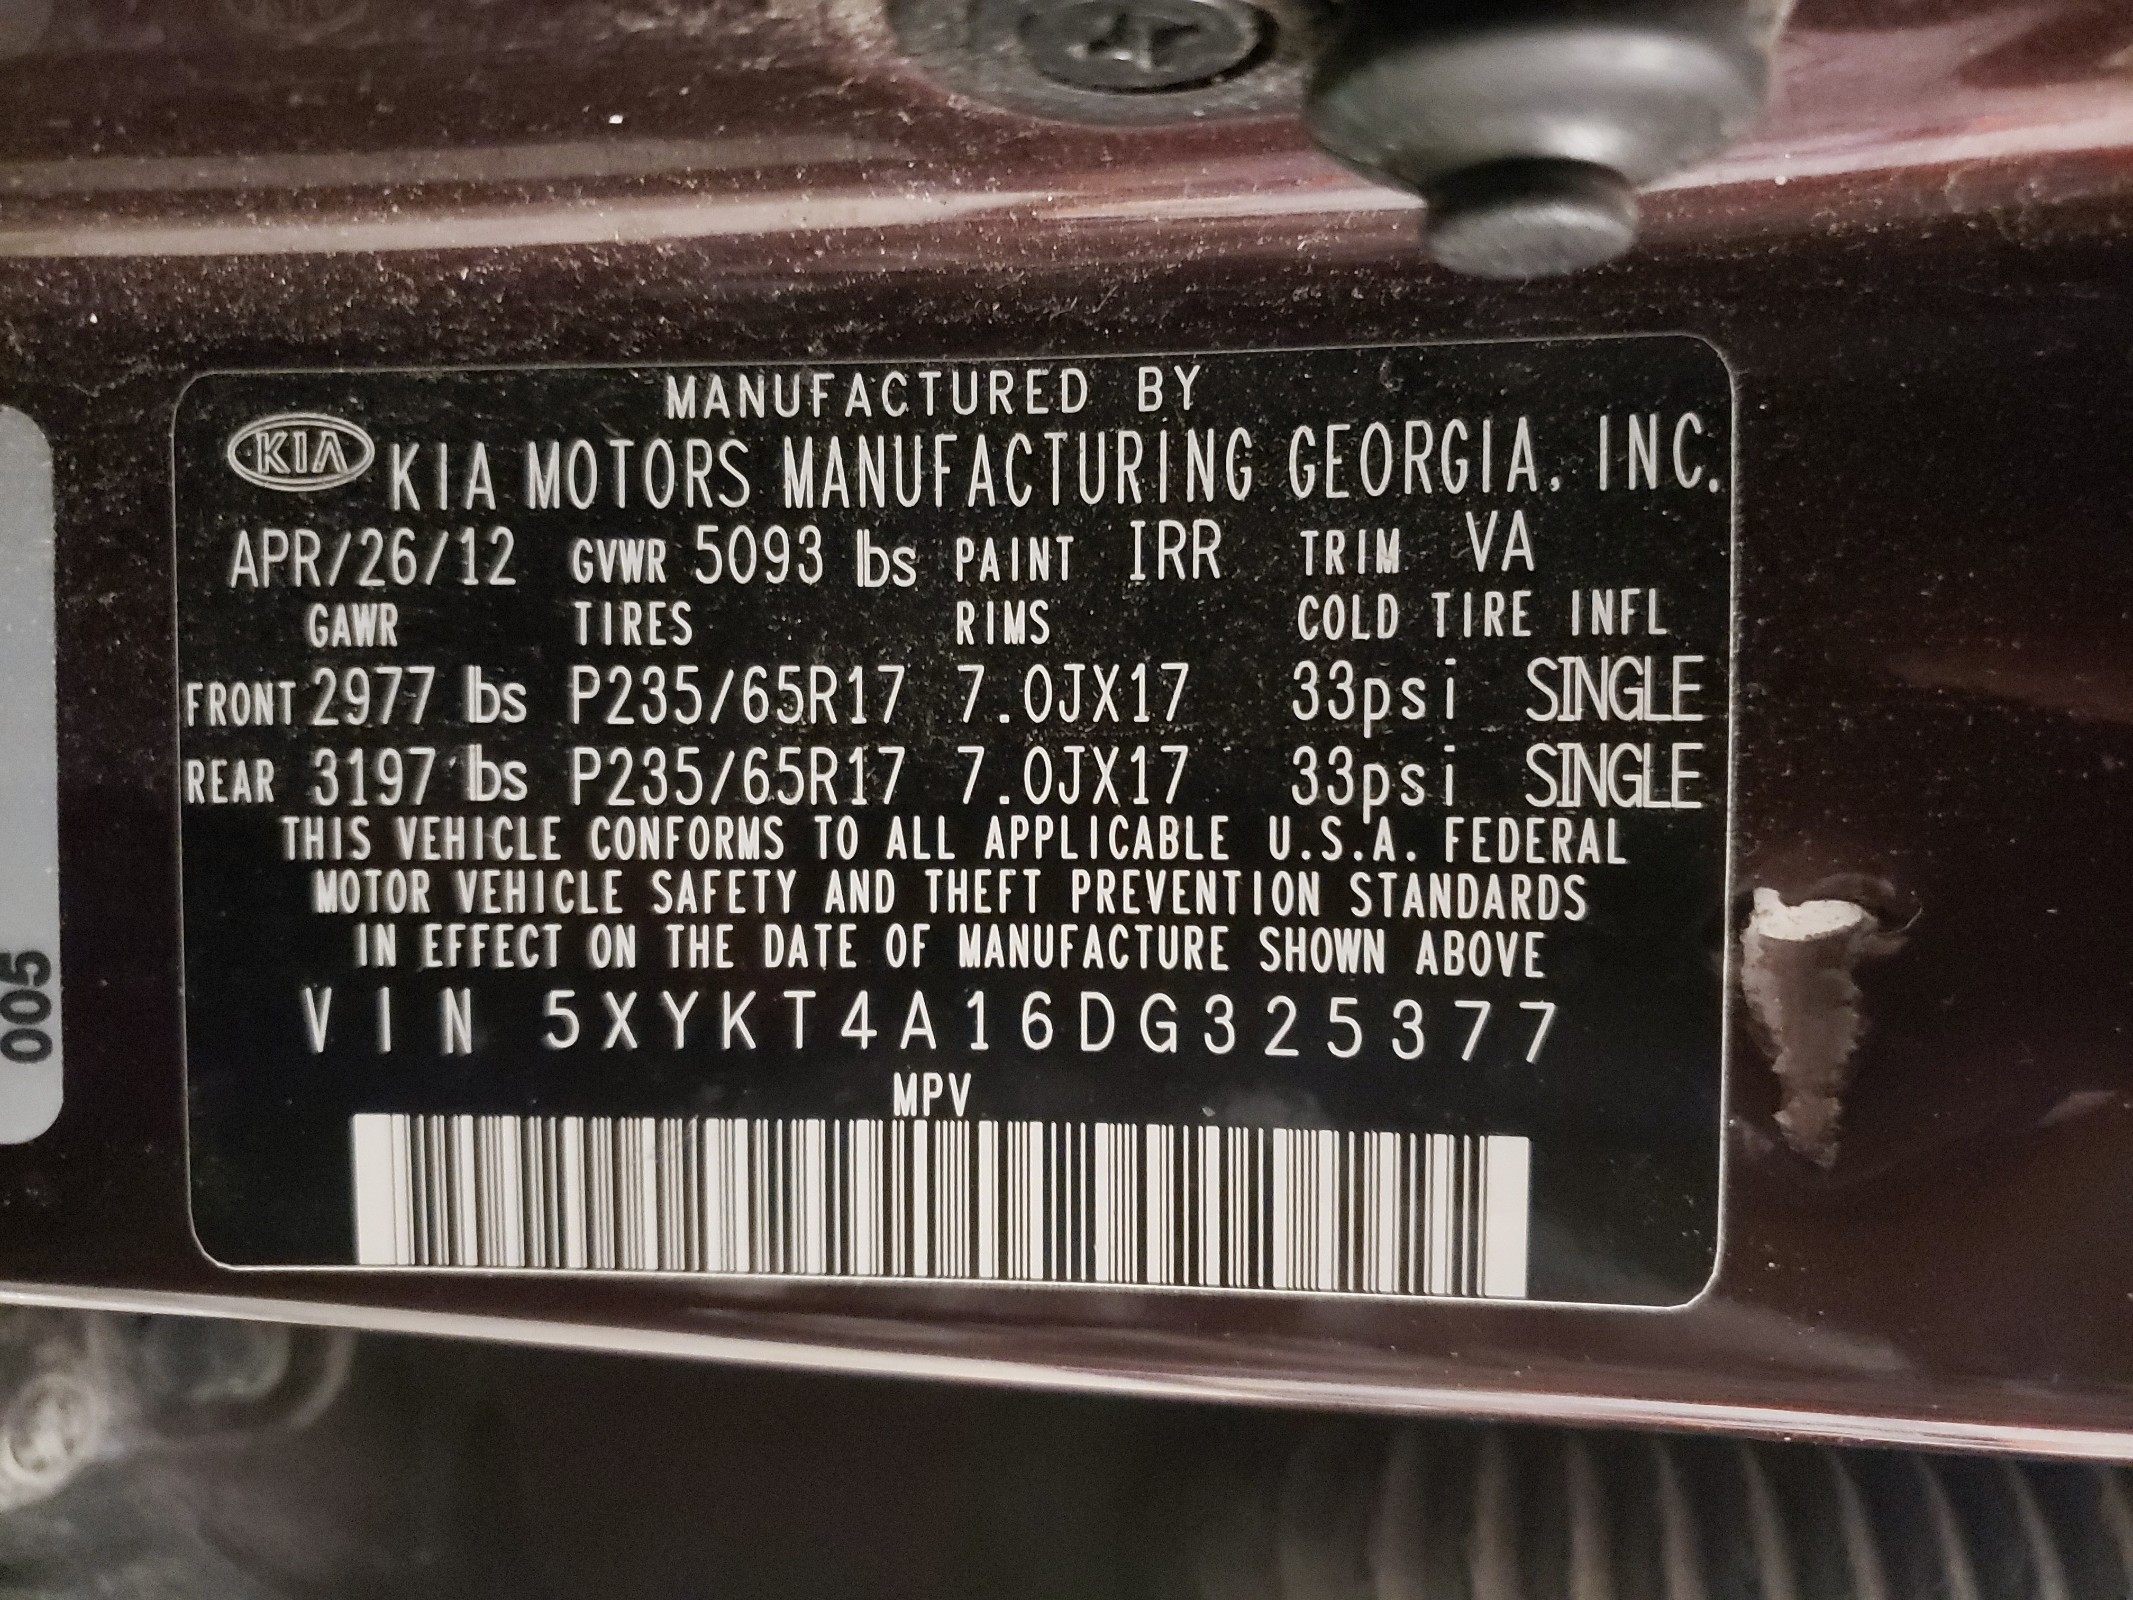 MANUFACTURED BY
KIA KIA MOTORS MANUFACTURING GEORGIA, INC.
APR/26/12 GVWR 5093 lbs PAINT IRR TRIM VA
GAWR TIRES RIMS COLD TIRE INFL
FRONT 2977 lbs P235/65R17 7.0JX17 33psi SINGLE
REAR 3197 lbs P235/65R17 7.0JX17 33psi SINGLE
THIS VEHICLE CONFORMS TO ALL APPLICABLE U.S.A. FEDERAL
MOTOR VEHICLE SAFETY AND THEFT PREVENTION STANDARDS
IN EFFECT ON THE DATE OF MANUFACTURE SHOWN ABOVE
VIN 5XYKT4A16DG325377
MPV
005